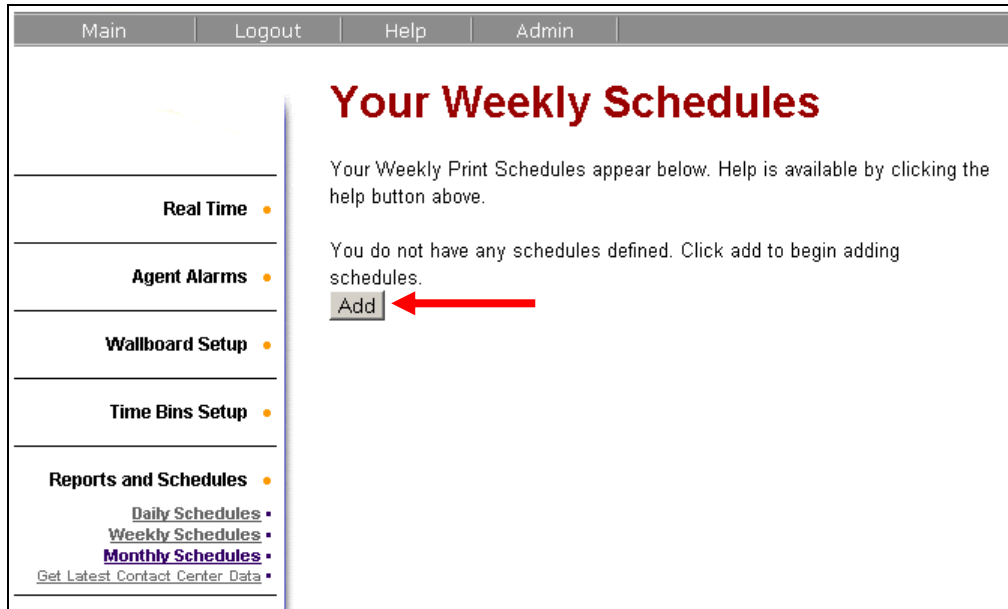 Main Logout Help Admin
Your Weekly Schedules
Your Weekly Print Schedules appear below. Help is available by clicking the
help button above.
You do not have any schedules defined. Click add to begin adding
schedules.
Add
Real Time
Agent Alarms
Wallboard Setup
Time Bins Setup
Reports and Schedules
Daily Schedules
Weekly Schedules
Monthly Schedules
Get Latest Contact Center Data